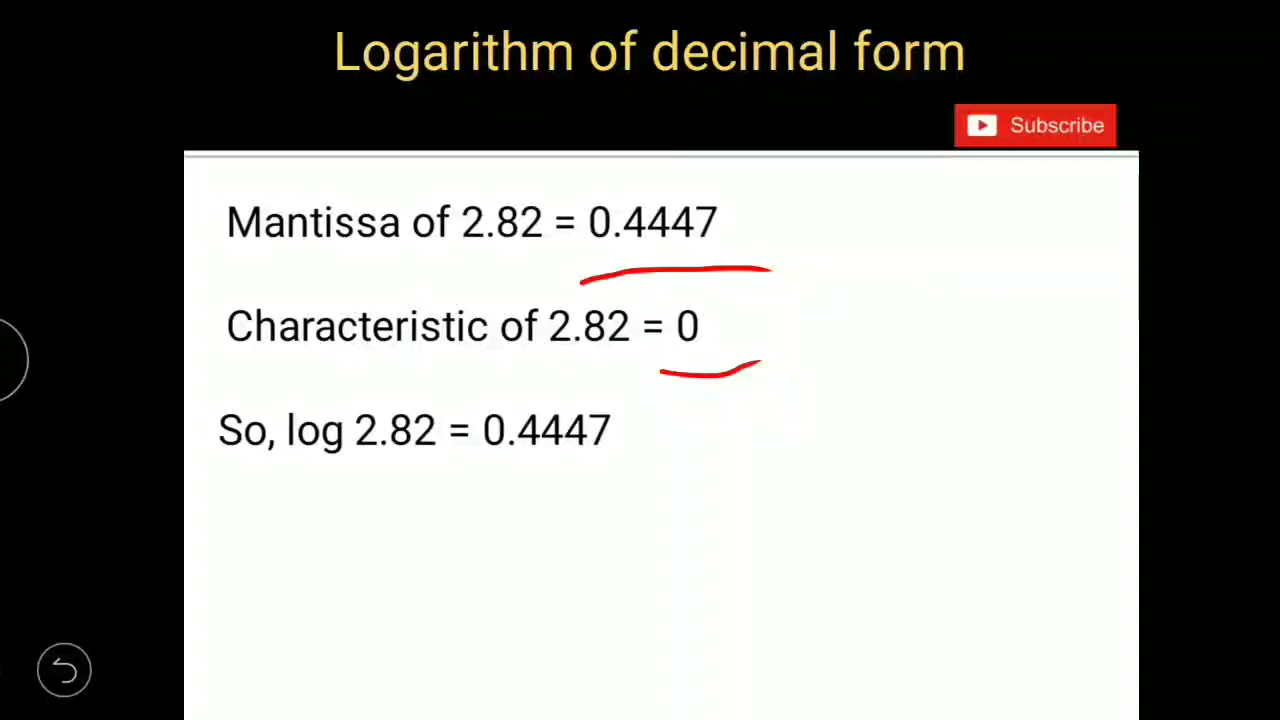 Logarithm of decimal form
Subscribe
Mantissa of 2.82 = 0.4447
Characteristic of 2.82 = 0
So, log 2.82 = 0.4447